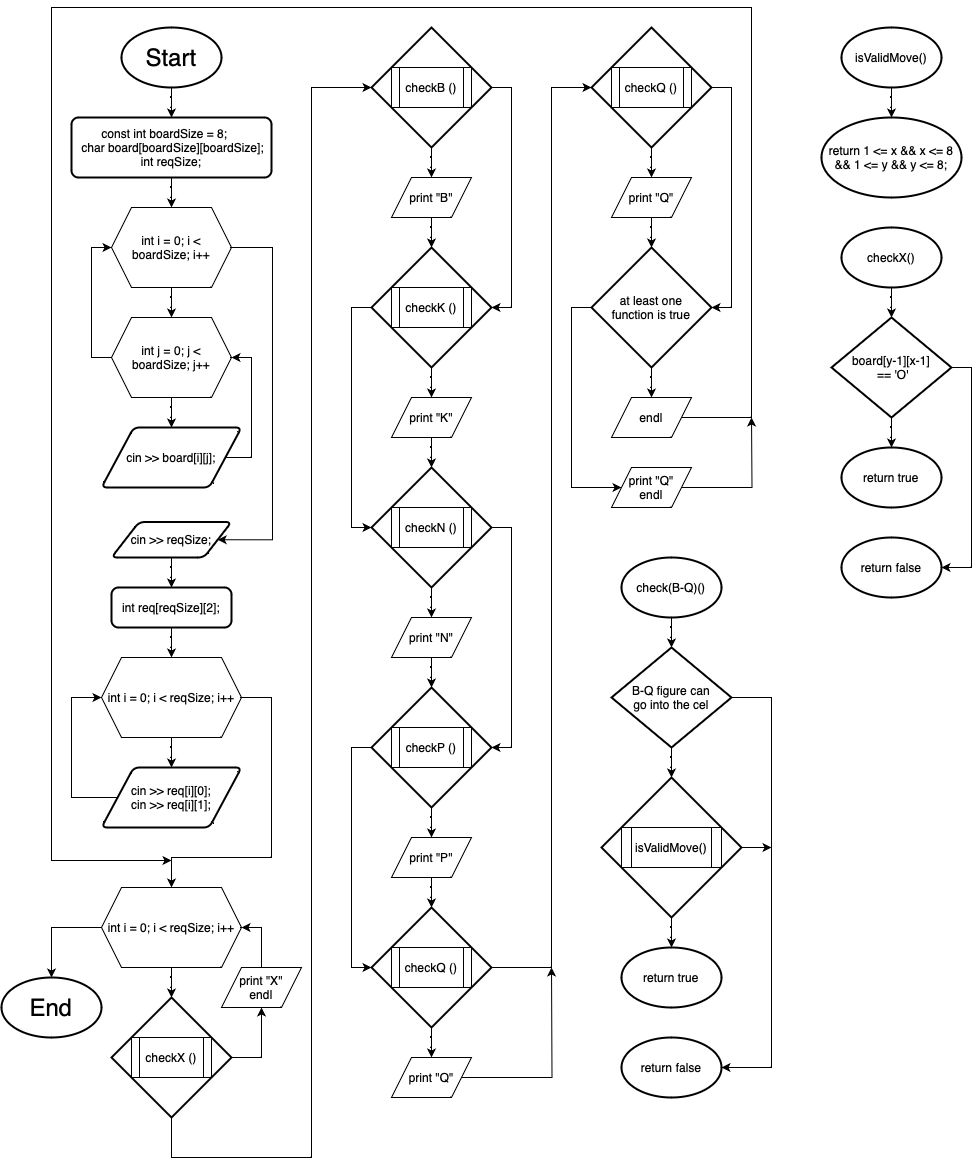 Start
const int boardSize = 8;
char board[boardSize][boardSize];
int reqSize;
int i = 0; i <
boardSize; i++
int j = 0; j <
boardSize; j++
cin >> board[i][j];
cin >> reqSize;
int req[reqSize][2];
int i = 0; i < reqSize; i++
cin >> req[i][0];
cin >> req[i][1];
int i = 0; i < reqSize; i++
End
print "X"
endl
checkX ()
checkB ()
print "B"
checkK ()
print "K"
checkN ()
print "N"
checkP ()
print "P"
checkQ ()
print "Q"
checkQ ()
print "Q"
at least one
function is true
endl
print "Q"
endl
check(B-Q)()
B-Q figure can
go into the cel
isValidMove()
return true
return false
isValidMove()
return 1 <= x && x <= 8
&& 1 <= y && y <= 8;
checkX()
board[y-1][x-1]
== 'O'
return true
return false